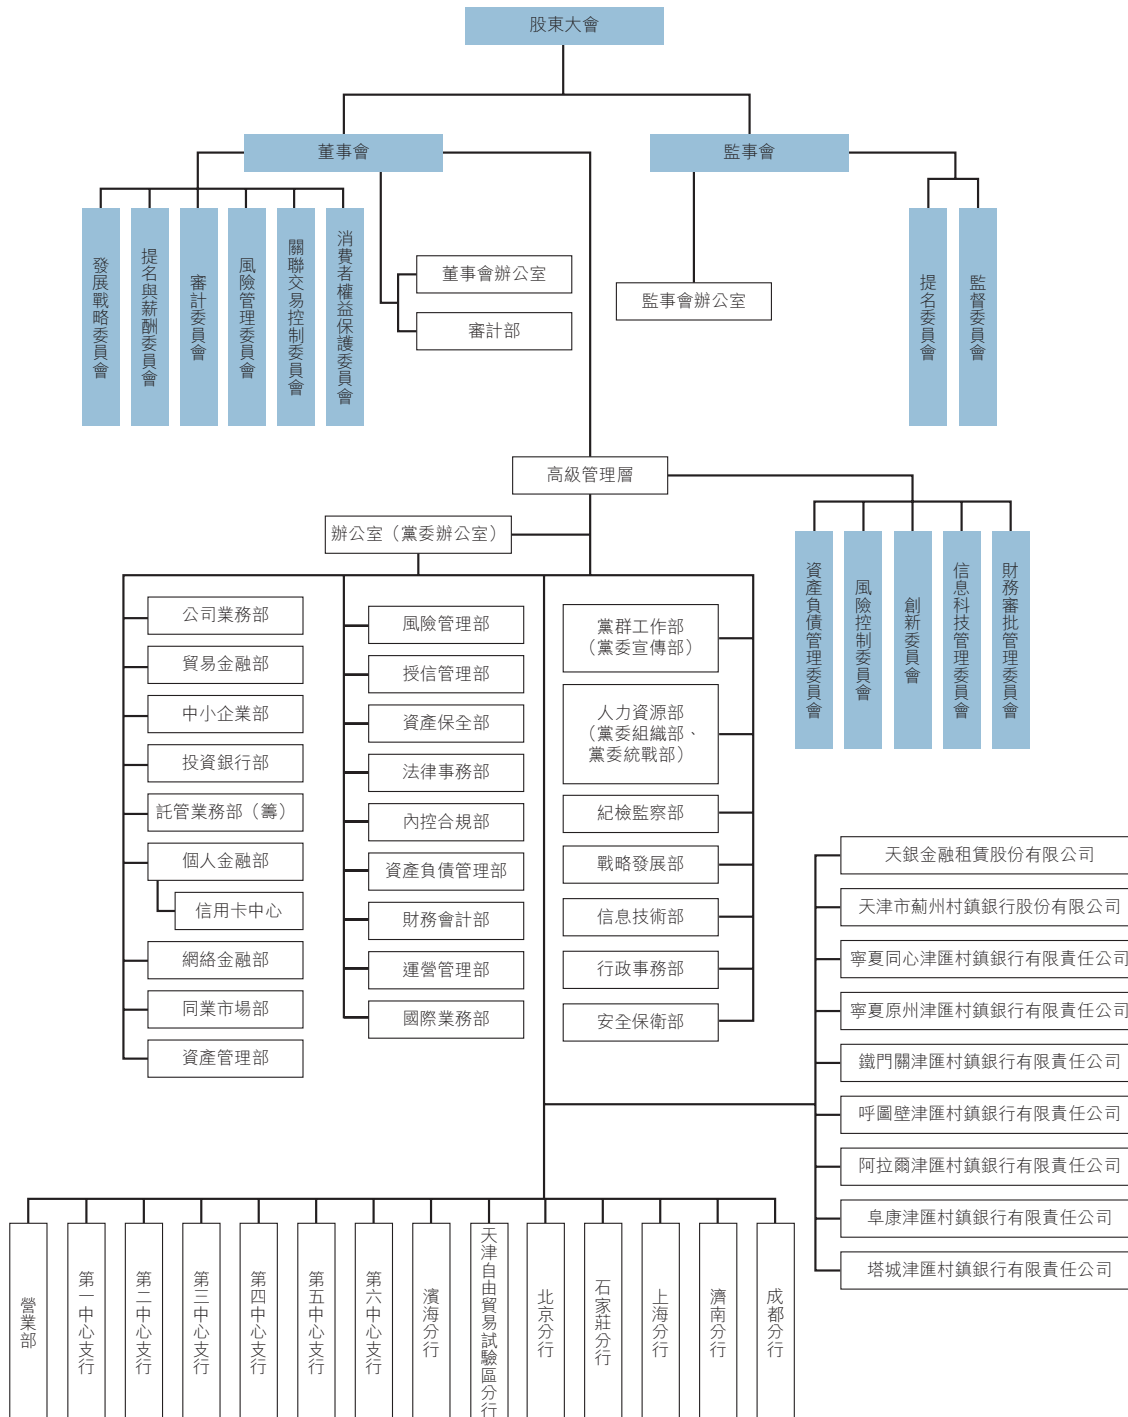 股東大會
董事會
監事會
發展戰略委員會
提名與薪酬委員會
審計委員會
風險管理委員會
關聯交易控制委員會
消費者權益保護委員會
董事會辦公室
審計部
監事會辦公室
提名委員會
監督委員會
高級管理層
辦公室（黨委辦公室）
資產負債管理委員會
風險控制委員會
創新委員會
信息科技管理委員會
財務審批管理委員會
公司業務部
貿易金融部
中小企業部
投資銀行部
託管業務部（籌）
個人金融部
信用卡中心
網絡金融部
同業市場部
資產管理部
風險管理部
授信管理部
資產保全部
法律事務部
內控合規部
資產負債管理部
財務會計部
運營管理部
國際業務部
黨群工作部
（黨委宣傳部）
人力資源部
（黨委組織部、
黨委統戰部）
紀檢監察部
戰略發展部
信息技術部
行政事務部
安全保衛部
天銀金融租賃股份有限公司
天津市薊州村鎮銀行股份有限公司
寧夏同心津匯村鎮銀行有限責任公司
寧夏原州津匯村鎮銀行有限責任公司
鐵門關津匯村鎮銀行有限責任公司
呼圖壁津匯村鎮銀行有限責任公司
阿拉爾津匯村鎮銀行有限責任公司
阜康津匯村鎮銀行有限責任公司
塔城津匯村鎮銀行有限責任公司
營業部
第一中心支行
第二中心支行
第三中心支行
第四中心支行
第五中心支行
第六中心支行
濱海分行
天津自由貿易試驗區分行
北京分行
石家莊分行
上海分行
濟南分行
成都分行